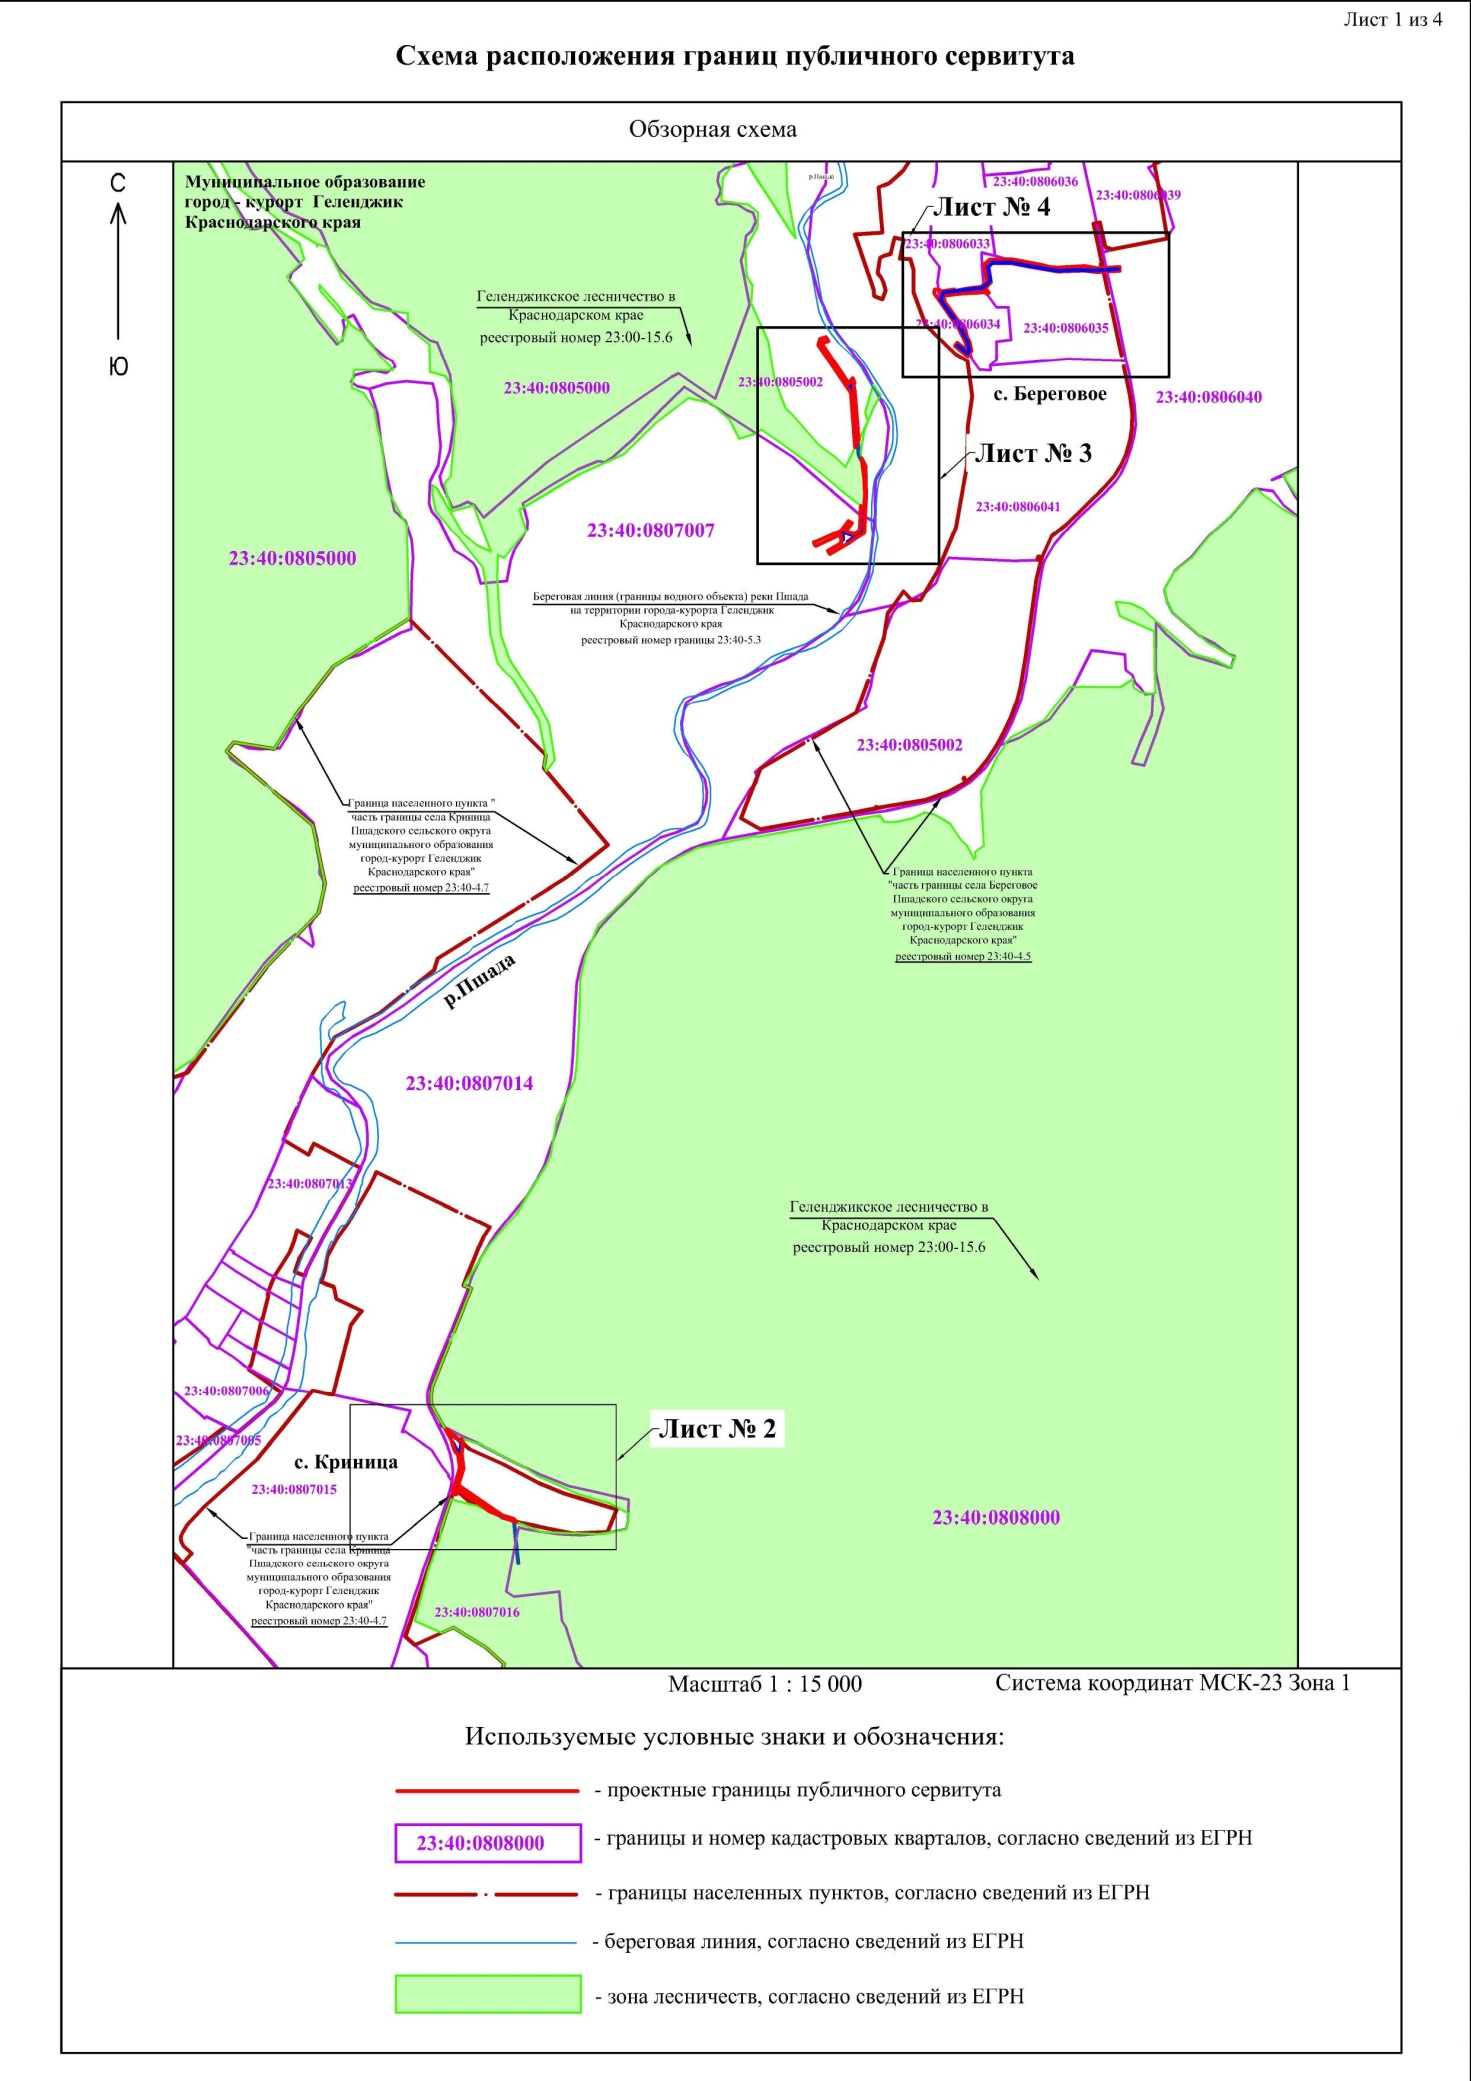 Лист 1 из 4
Схема расположения границ публичного сервитута
Обзорная схема
С
Ю
Муниципальное образование
город - курорт Геленджик
Краснодарского края
23:40:0806036
23:40:0806039
Лист № 4
23:40:0806033
Геленджикское лесничество в
Краснодарском крае
реестровый номер 23:00-15.6
23:40:0806034
23:40:0806035
23:40:0805000
23:40:0805002
с. Береговое
23:40:0806040
Лист № 3
23:40:0806041
23:40:0807007
23:40:0805000
Береговая линия (границы водного объекта) реки Пшада
на территории города-курорта Геленджик
Краснодарского края
реестровый номер границы 23:40-5.3
23:40:0805002
Граница населенного пункта "
часть границы села Криница
Пшадского сельского округа
муниципального образования
город-курорт Геленджик
Краснодарского края"
реестровый номер 23:40-4.7
Граница населенного пункта
"часть границы села Береговое
Пшадского сельского округа
муниципального образования
город-курорт Геленджик
Краснодарского края"
реестровый номер 23:40-4.5
р.Пшада
23:40:0807014
23:40:0807013
Геленджикское лесничество в
Краснодарском крае
реестровый номер 23:00-15.6
23:40:0807006
Лист № 2
23:40:0807005
с. Криница
23:40:0807015
23:40:0808000
Граница населенного пункта
"часть границы села Криница
Пшадского сельского округа
муниципального образования
город-курорт Геленджик
Краснодарского края"
реестровый номер 23:40-4.7
23:40:0807016
Масштаб 1 : 15 000
Система координат МСК-23 Зона 1
Используемые условные знаки и обозначения:
- проектные границы публичного сервитута
23:40:0808000
- границы и номер кадастровых кварталов, согласно сведений из ЕГРН
- границы населенных пунктов, согласно сведений из ЕГРН
- береговая линия, согласно сведений из ЕГРН
- зона лесничеств, согласно сведений из ЕГРН